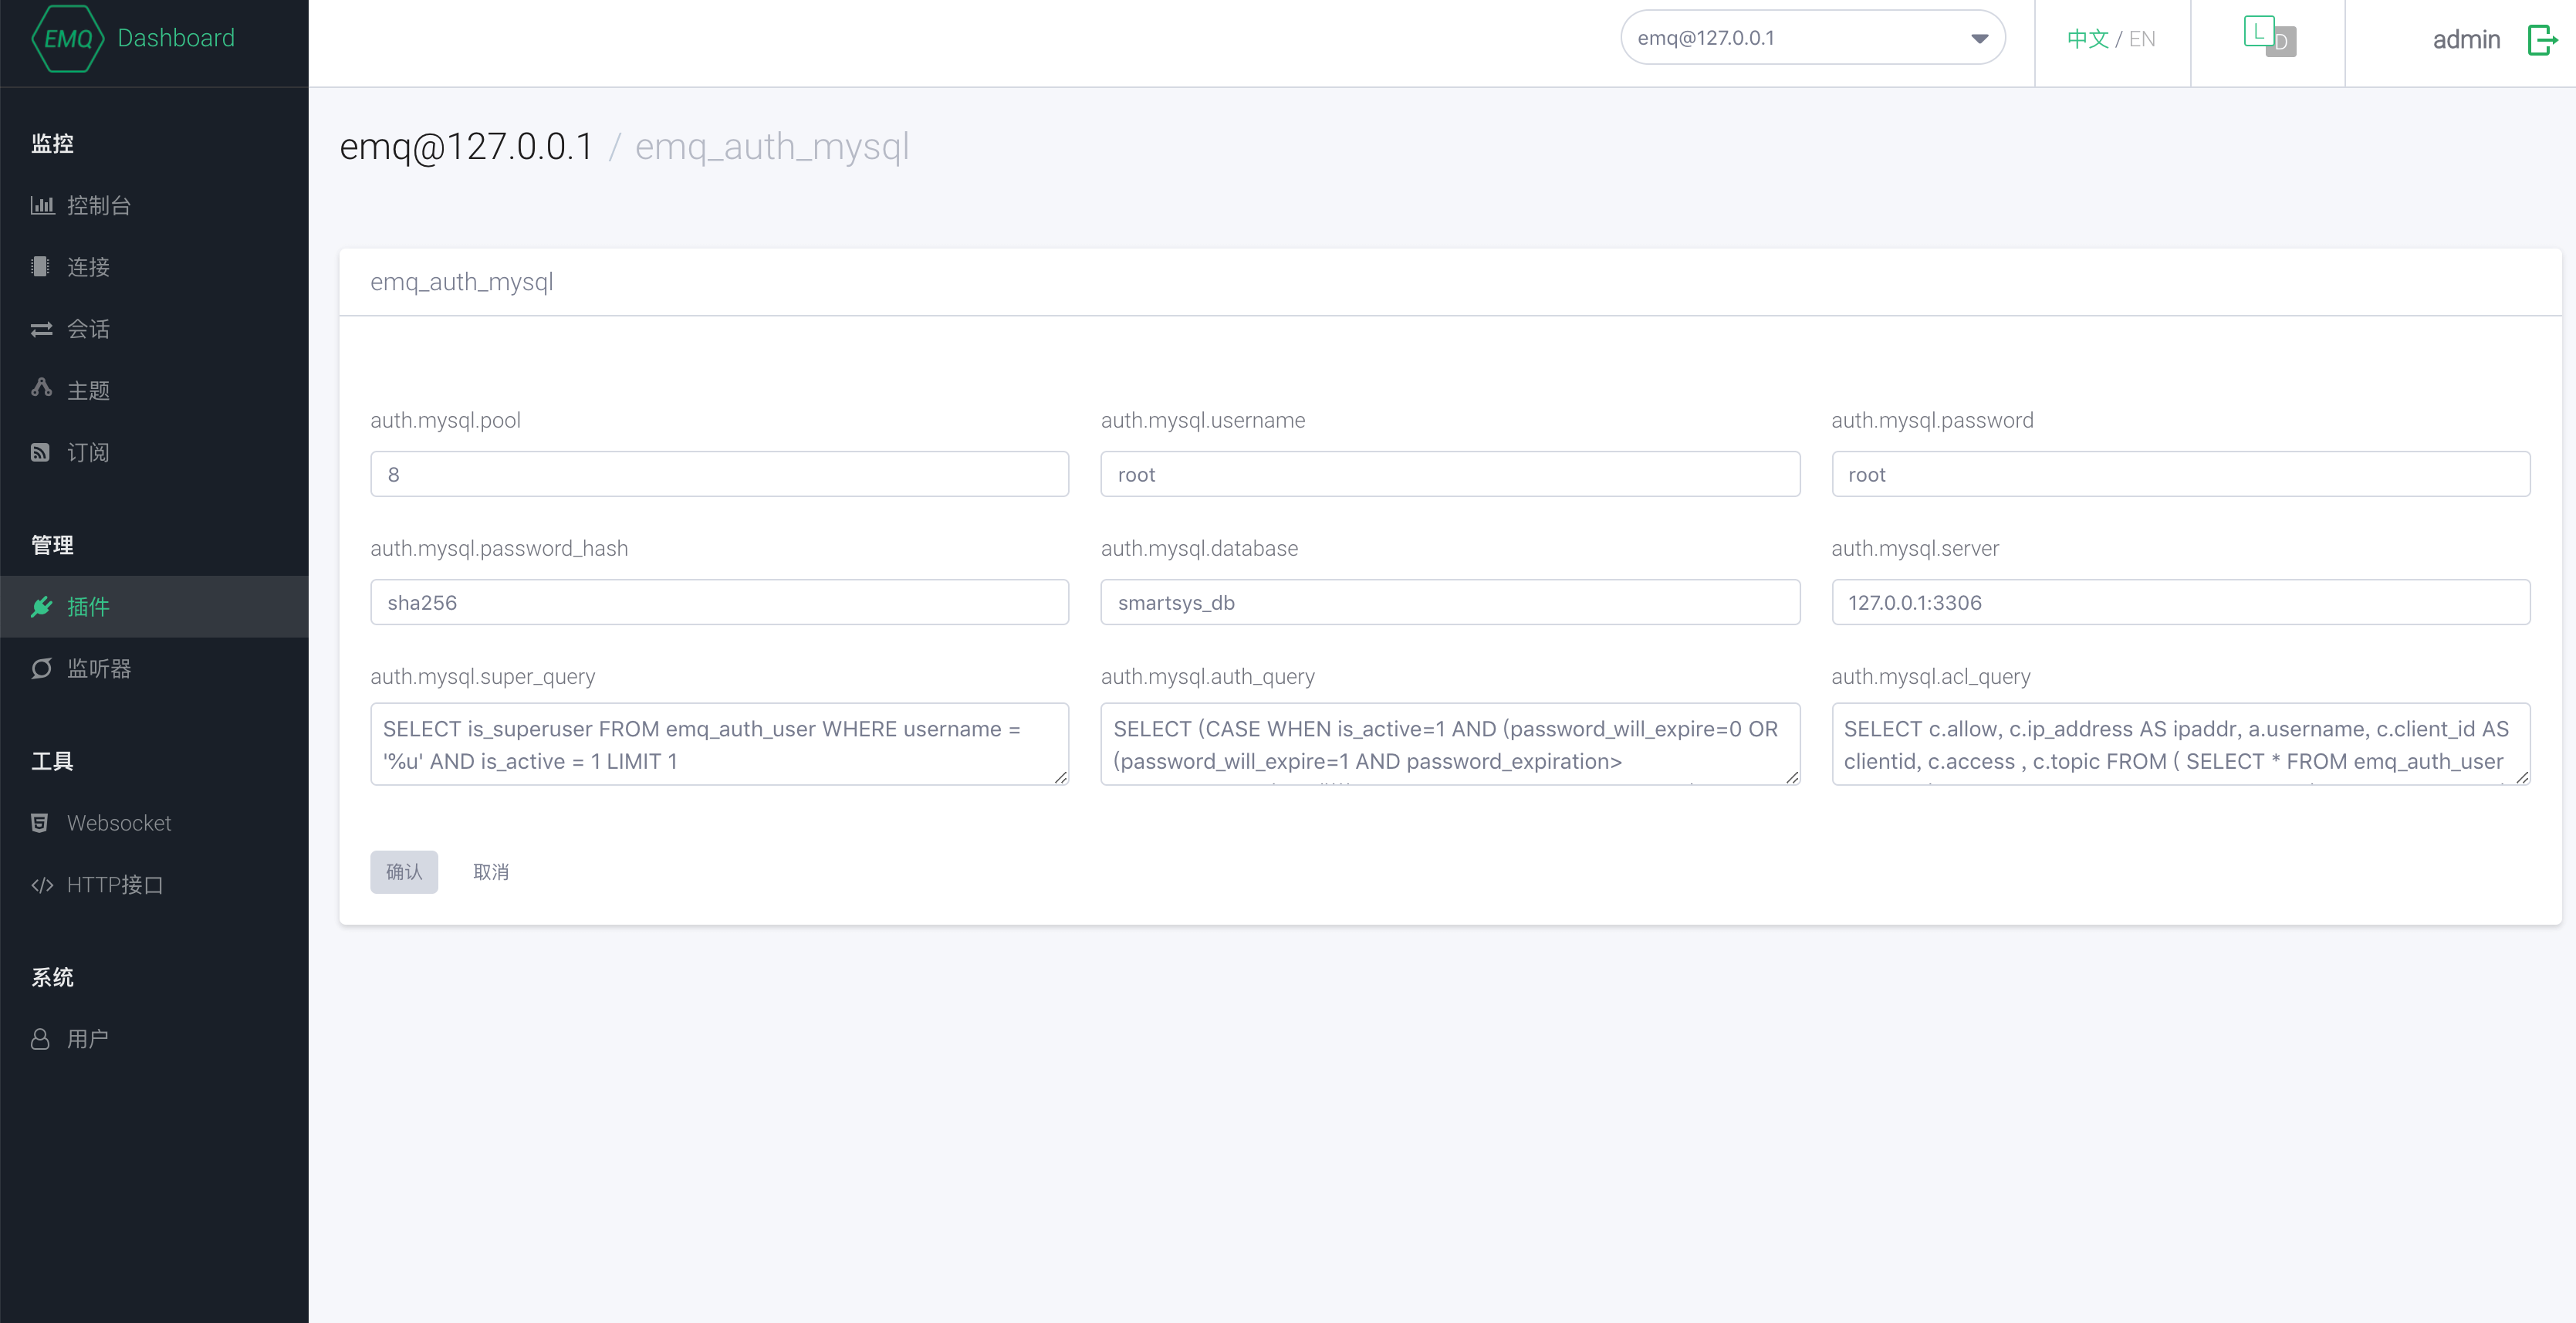 EMQ Dashboard
emq@127.0.0.1
中文 / EN
L D
admin
监控
控制台
连接
会话
主题
订阅
管理
插件
监听器
工具
Websocket
HTTP接口
系统
用户
emq@127.0.0.1 / emq_auth_mysql
emq_auth_mysql
auth.mysql.pool
8
auth.mysql.username
root
auth.mysql.password
root
auth.mysql.password_hash
sha256
auth.mysql.database
smartsys_db
auth.mysql.server
127.0.0.1:3306
auth.mysql.super_query
SELECT is_superuser FROM emq_auth_user WHERE username =
'%u' AND is_active = 1 LIMIT 1
auth.mysql.auth_query
SELECT (CASE WHEN is_active=1 AND (password_will_expire=0 OR
(password_will_expire=1 AND password_expiration>
auth.mysql.acl_query
SELECT c.allow, c.ip_address AS ipaddr, a.username, c.client_id AS
clientid, c.access , c.topic FROM ( SELECT * FROM emq_auth_user
确认
取消